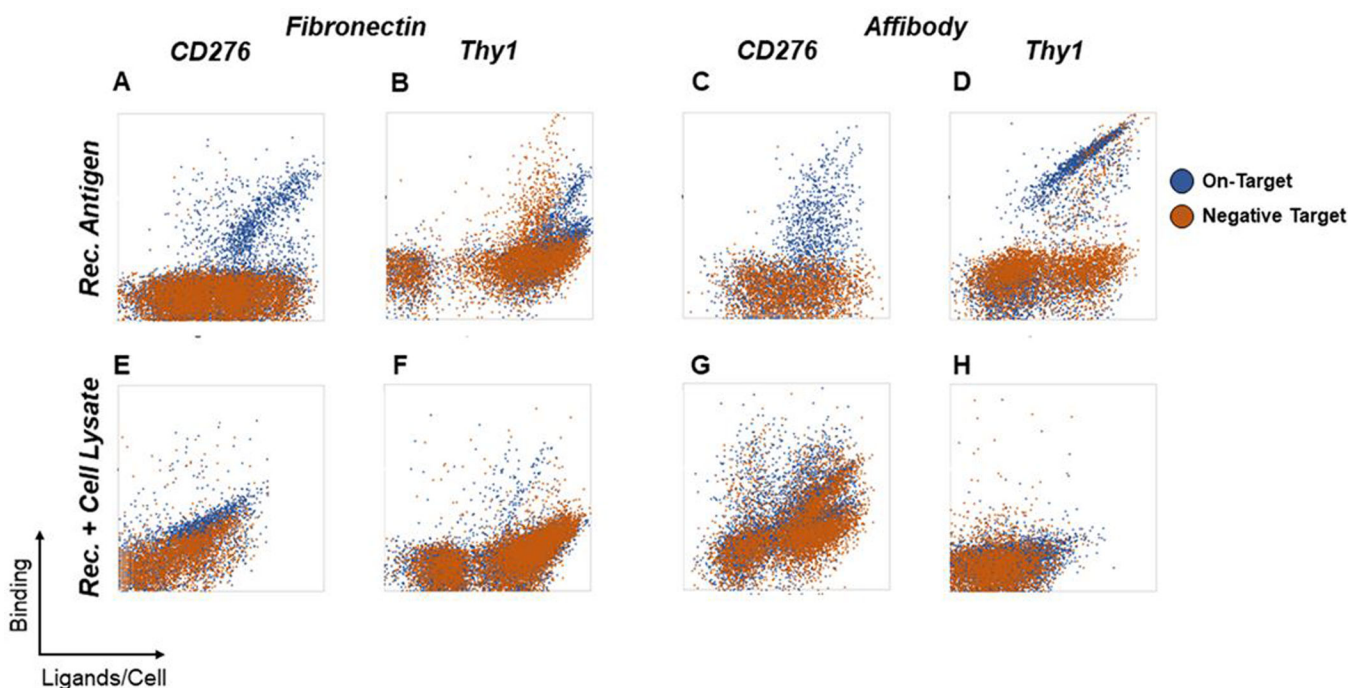 Fibronectin
Affibody
CD276
Thy1
CD276
Thy1
A
B
C
D
Rec. Antigen
On-Target
Negative Target
E
F
G
H
Rec. + Cell Lysate
Binding
Ligands/Cell